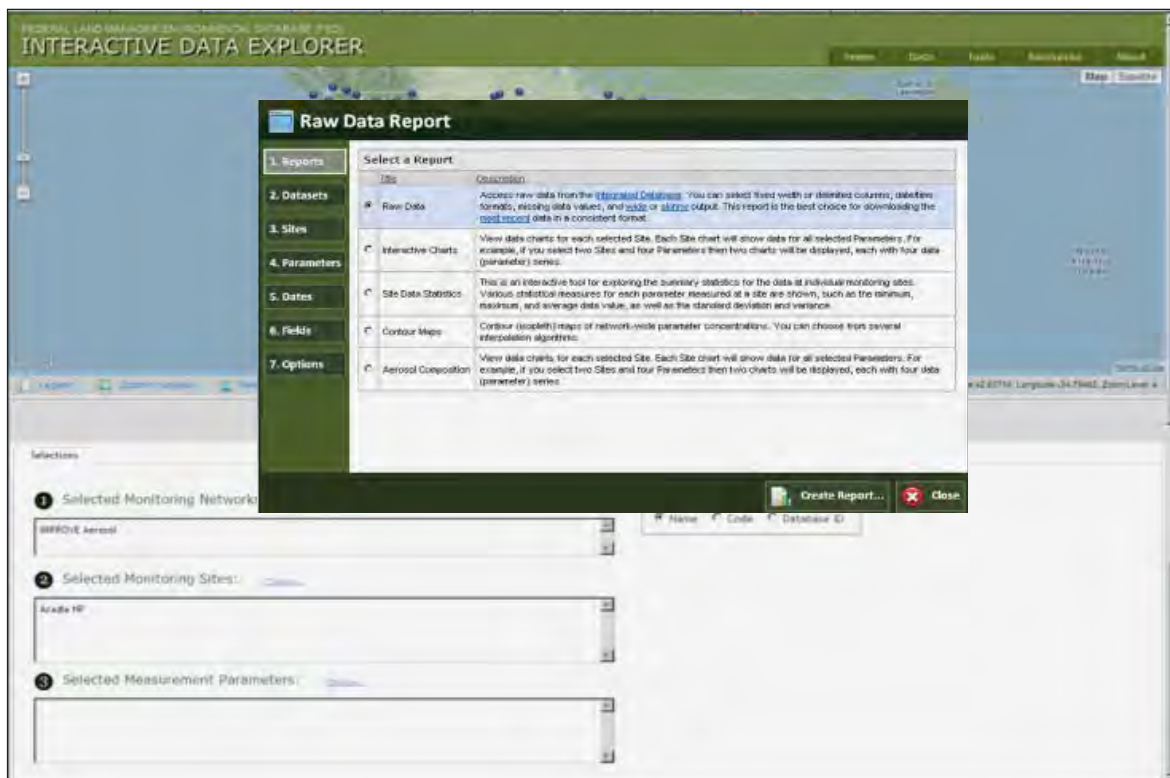 FEDERAL LAND MANAGER ENVIRONMENTAL DATABASE (FED)
INTERACTIVE DATA EXPLORER
Home Data Tools Resources About
Map Satellite
Raw Data Report
1. Reports
2. Datasets
3. Sites
4. Parameters
5. Dates
6. Fields
7. Options
Select a Report
Title Description
Raw Data
Access raw data from the Integrated Database. You can select fixed width or delimited columns, date/time
formats, missing data values, and wide or skinny output. This report is the best choice for downloading the
most recent data in a consistent format.
Interactive Charts
View data charts for each selected Site. Each Site chart will show data for all selected Parameters. For
example, if you select two Sites and four Parameters then two charts will be displayed, each with four data
(parameter) series.
Site Data Statistics
This is an interactive tool for exploring the summary statistics for the data at individual monitoring sites.
Various statistical measures for each parameter measured at a site are shown, such as the minimum,
maximum, and average data value, as well as the standard deviation and variance.
Contour Maps
Contour (isopleth) maps of network-wide parameter concentrations. You can choose from several
interpolation algorithms.
Aerosol Composition
View data charts for each selected Site. Each Site chart will show data for all selected Parameters. For
example, if you select two Sites and four Parameters then two charts will be displayed, each with four data
(parameter) series.
Create Report... Close
Selections
1 Selected Monitoring Network
IMPROVE Aerosol
Name Code Database ID
2 Selected Monitoring Sites:
Acadia NP
3 Selected Measurement Parameters: